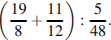 (19/8 + 11/12) : 5/48.